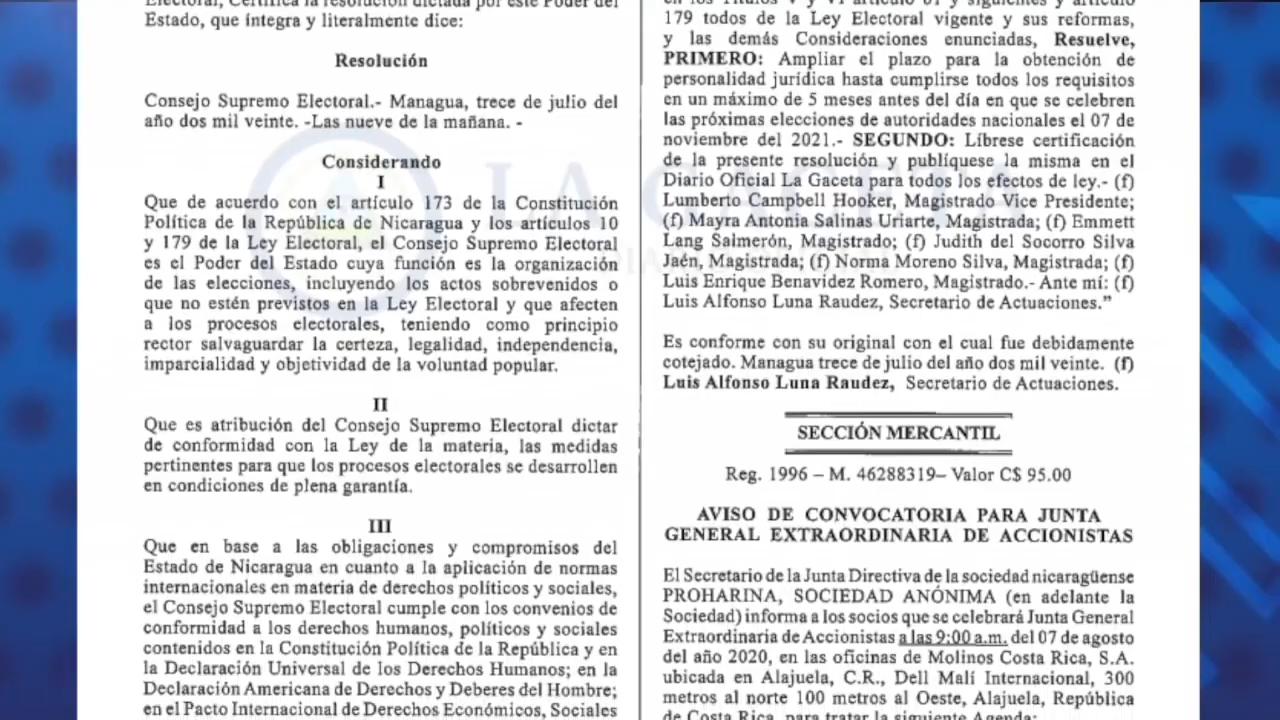 Electoral, Certifica la resolución dictada por este Poder del
Estado, que íntegra y literalmente dice:
Resolución
Consejo Supremo Electoral.- Managua, trece de julio del
año dos mil veinte. -Las nueve de la mañana. -
Considerando
I
Que de acuerdo con el artículo 173 de la Constitución
Política de la República de Nicaragua y los artículos 10
y 179 de la Ley Electoral, el Consejo Supremo Electoral
es el Poder del Estado cuya función es la organización
de las elecciones, incluyendo los actos sobrevenidos o
que no estén previstos en la Ley Electoral y que afecten
a los procesos electorales, teniendo como principio
rector salvaguardar la certeza, legalidad, independencia,
imparcialidad y objetividad de la voluntad popular.
II
Que es atribución del Consejo Supremo Electoral dictar
de conformidad con la Ley de la materia, las medidas
pertinentes para que los procesos electorales se desarrollen
en condiciones de plena garantía.
III
Que en base a las obligaciones y compromisos del
Estado de Nicaragua en cuanto a la aplicación de normas
internacionales en materia de derechos políticos y sociales,
el Consejo Supremo Electoral cumple con los convenios de
conformidad a los derechos humanos, políticos y sociales
contenidos en la Constitución Política de la República y en
la Declaración Universal de los Derechos Humanos; en la
Declaración Americana de Derechos y Deberes del Hombre;
en el Pacto Internacional de Derechos Económicos, Sociales
en los Títulos V y VI artículo 61 y siguientes y artículo
179 todos de la Ley Electoral vigente y sus reformas,
y las demás Consideraciones enunciadas, Resuelve,
PRIMERO: Ampliar el plazo para la obtención de
personalidad jurídica hasta cumplirse todos los requisitos
en un máximo de 5 meses antes del día en que se celebren
las próximas elecciones de autoridades nacionales el 07 de
noviembre del 2021.- SEGUNDO: Líbrese certificación
de la presente resolución y publíquese la misma en el
Diario Oficial La Gaceta para todos los efectos de ley.- (f)
Lumberto Campbell Hooker, Magistrado Vice Presidente;
(f) Mayra Antonia Salinas Uriarte, Magistrada; (f) Emmett
Lang Salmerón, Magistrado; (f) Judith del Socorro Silva
Jaén, Magistrada; (f) Norma Moreno Silva, Magistrada; (f)
Luis Enrique Benavidez Romero, Magistrado.- Ante mí: (f)
Luis Alfonso Luna Raudez, Secretario de Actuaciones.”
Es conforme con su original con el cual fue debidamente
cotejado. Managua trece de julio del año dos mil veinte. (f)
Luis Alfonso Luna Raudez, Secretario de Actuaciones.
SECCIÓN MERCANTIL
Reg. 1996 – M. 46288319– Valor C$ 95.00
AVISO DE CONVOCATORIA PARA JUNTA
GENERAL EXTRAORDINARIA DE ACCIONISTAS
El Secretario de la Junta Directiva de la sociedad nicaragüense
PROHARINA, SOCIEDAD ANÓNIMA (en adelante la
Sociedad) informa a los socios que se celebrará Junta General
Extraordinaria de Accionistas a las 9:00 a.m. del 07 de agosto
del año 2020, en las oficinas de Molinos Costa Rica, S.A.
ubicada en Alajuela, C.R., Dell Malí Internacional, 300
metros al norte 100 metros al Oeste, Alajuela, República
de Costa Rica, para tratar la siguiente Agenda:
LA GACETA